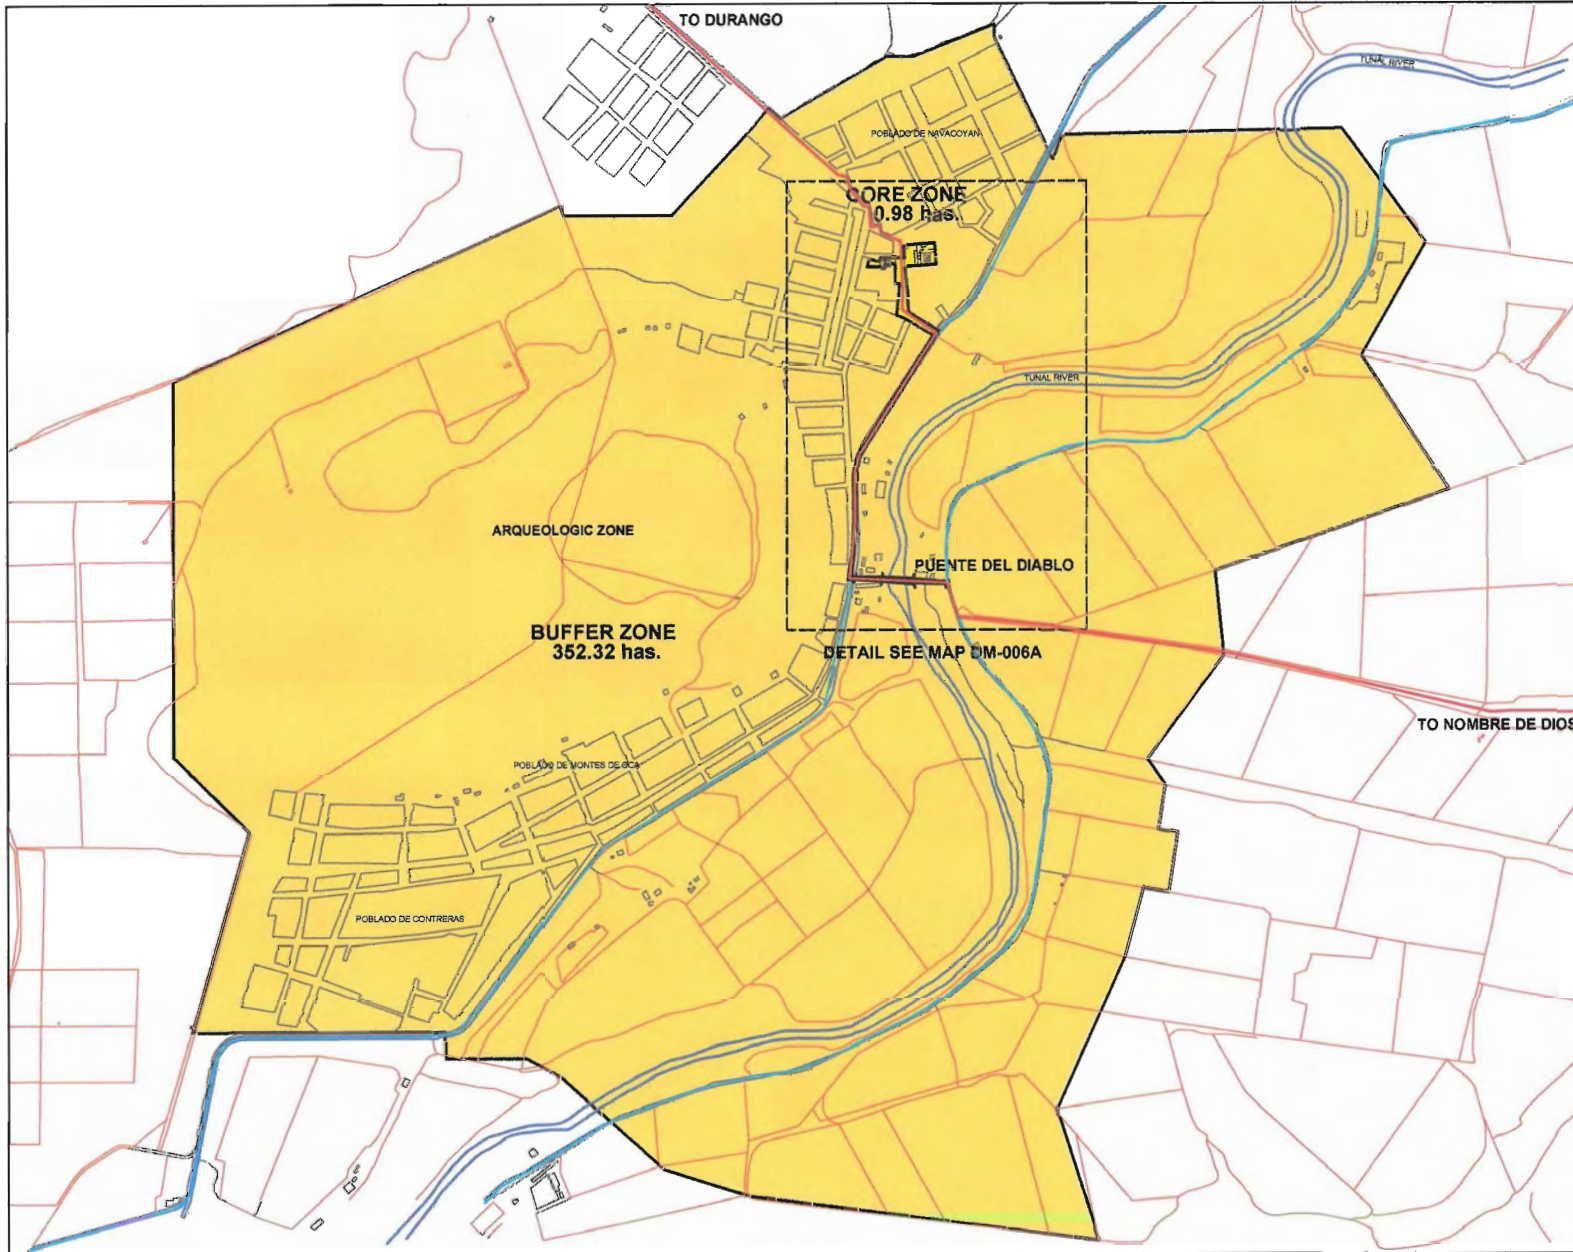 TO DURANGO
TUNAL RIVER
POBLADO DE NAVACOYAN
CORE ZONE
0.98 has.
TUNAL RIVER
ARQUEOLOGIC ZONE
PUENTE DEL DIABLO
BUFFER ZONE
352.32 has.
DETAIL SEE MAP DM-006A
TO NOMBRE DE DIOS
POBLADO DE MONTES DE OCA
POBLADO DE CONTRERAS